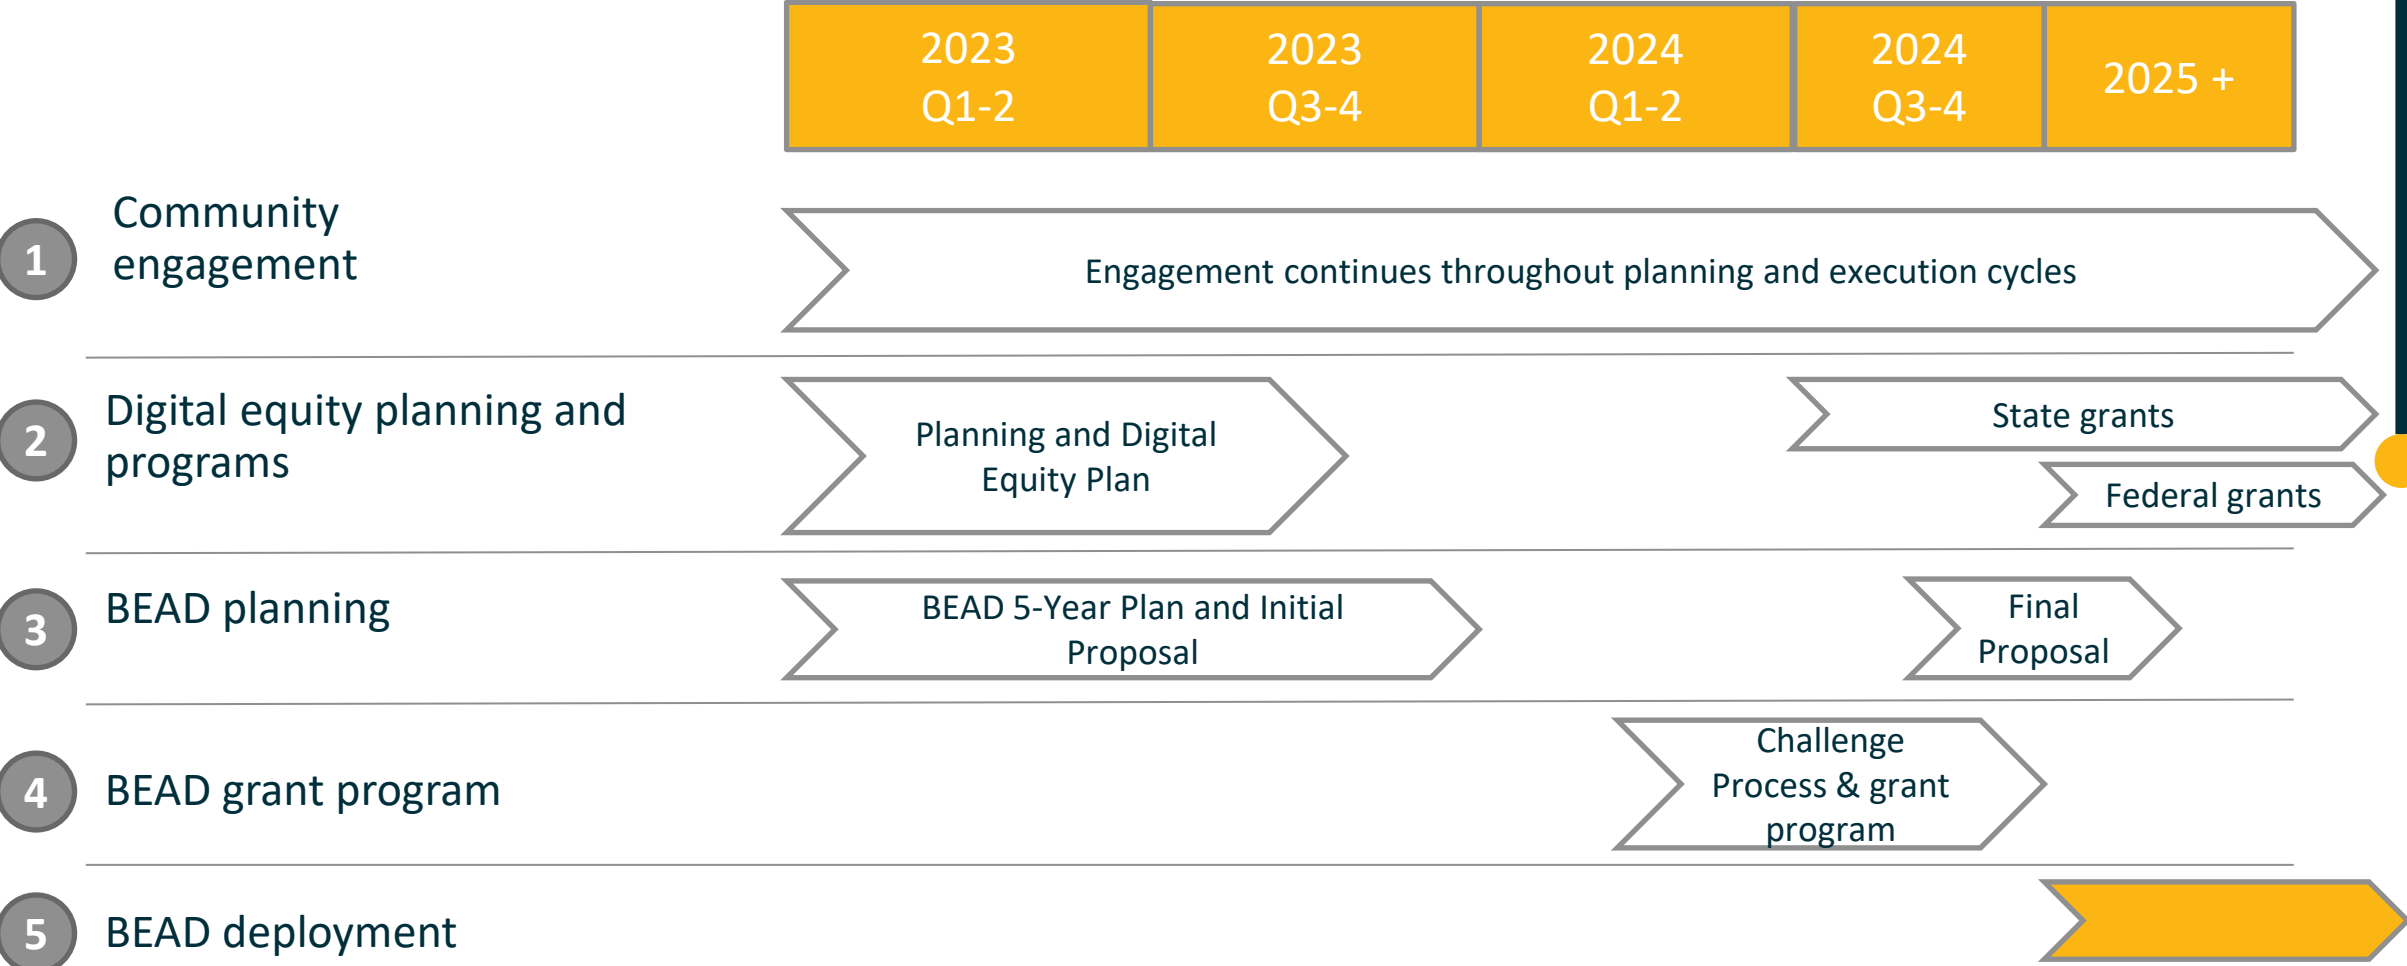 2023
Q1-2
2023
Q3-4
2024
Q1-2
2024
Q3-4
2025 +
1
Community
engagement
Engagement continues throughout planning and execution cycles
2
Digital equity planning and
programs
Planning and Digital
Equity Plan
State grants
Federal grants
3
BEAD planning
BEAD 5-Year Plan and Initial
Proposal
Final
Proposal
4
BEAD grant program
Challenge
Process & grant
program
5
BEAD deployment